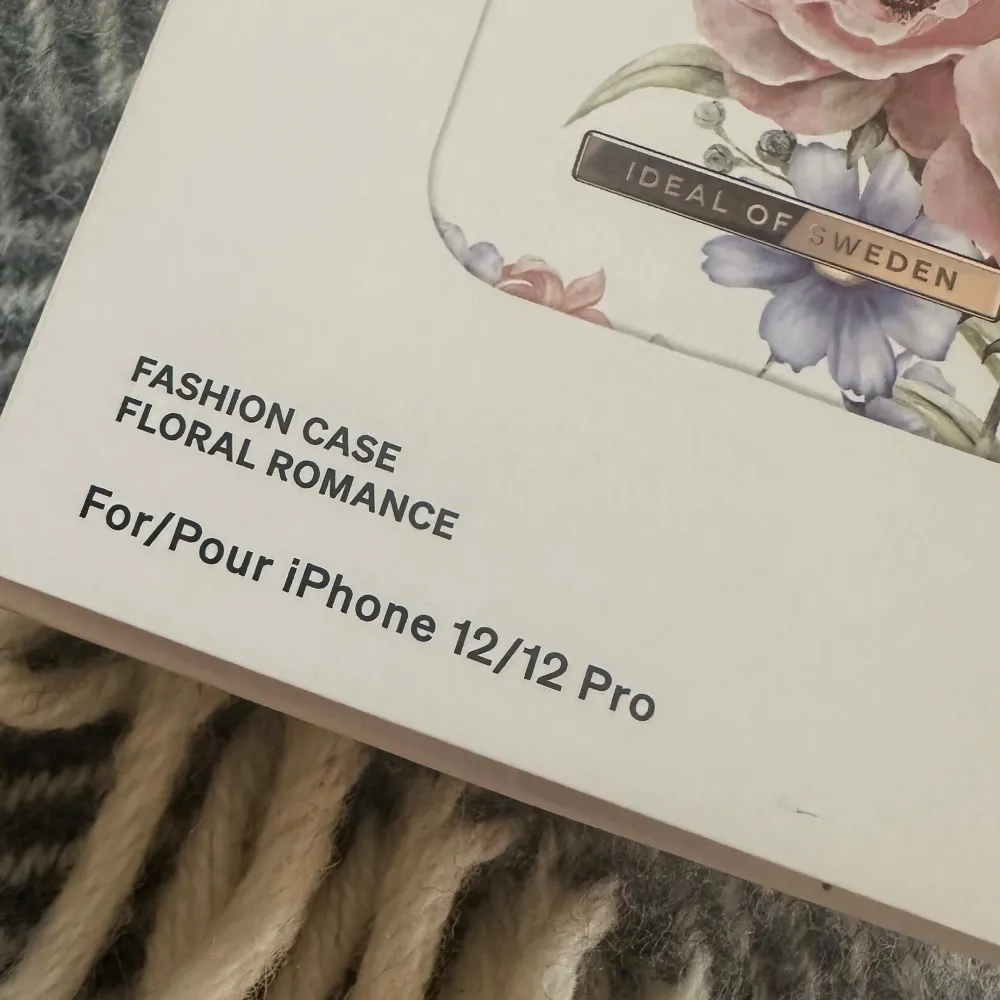 IDEAL OF SWEDEN
FASHION CASE
FLORAL ROMANCE
For/Pour iPhone 12/12 Pro